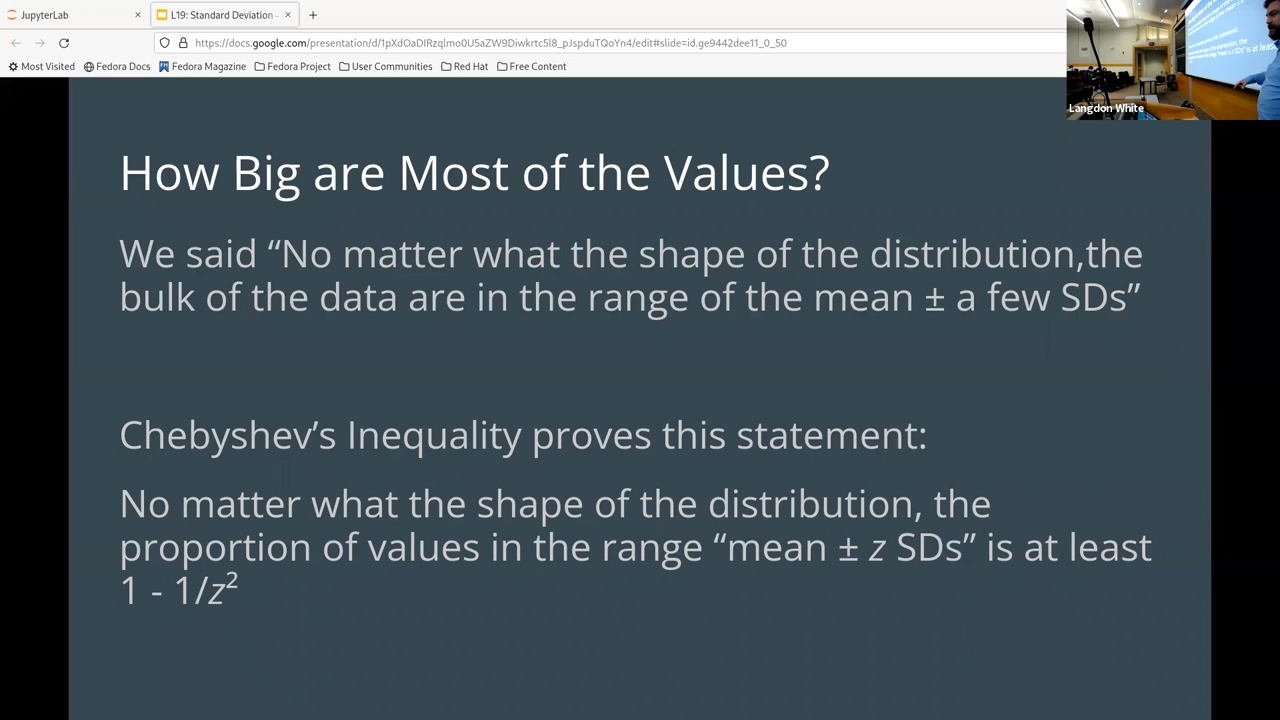 JupyterLab
L19: Standard Deviation -
https://docs.google.com/presentation/d/1pXdOaDIRzqlmo0U5aZW9Diwkrtc5l8_pJspduTQoYn4/edit#slide=id.ge9442dee11_0_50
Most Visited Fedora Docs Fedora Magazine Fedora Project User Communities Red Hat Free Content
Langdon White
How Big are Most of the Values?
We said “No matter what the shape of the distribution,the
bulk of the data are in the range of the mean ± a few SDs”
Chebyshev’s Inequality proves this statement:
No matter what the shape of the distribution, the
proportion of values in the range “mean ± z SDs” is at least
1 - 1/z²